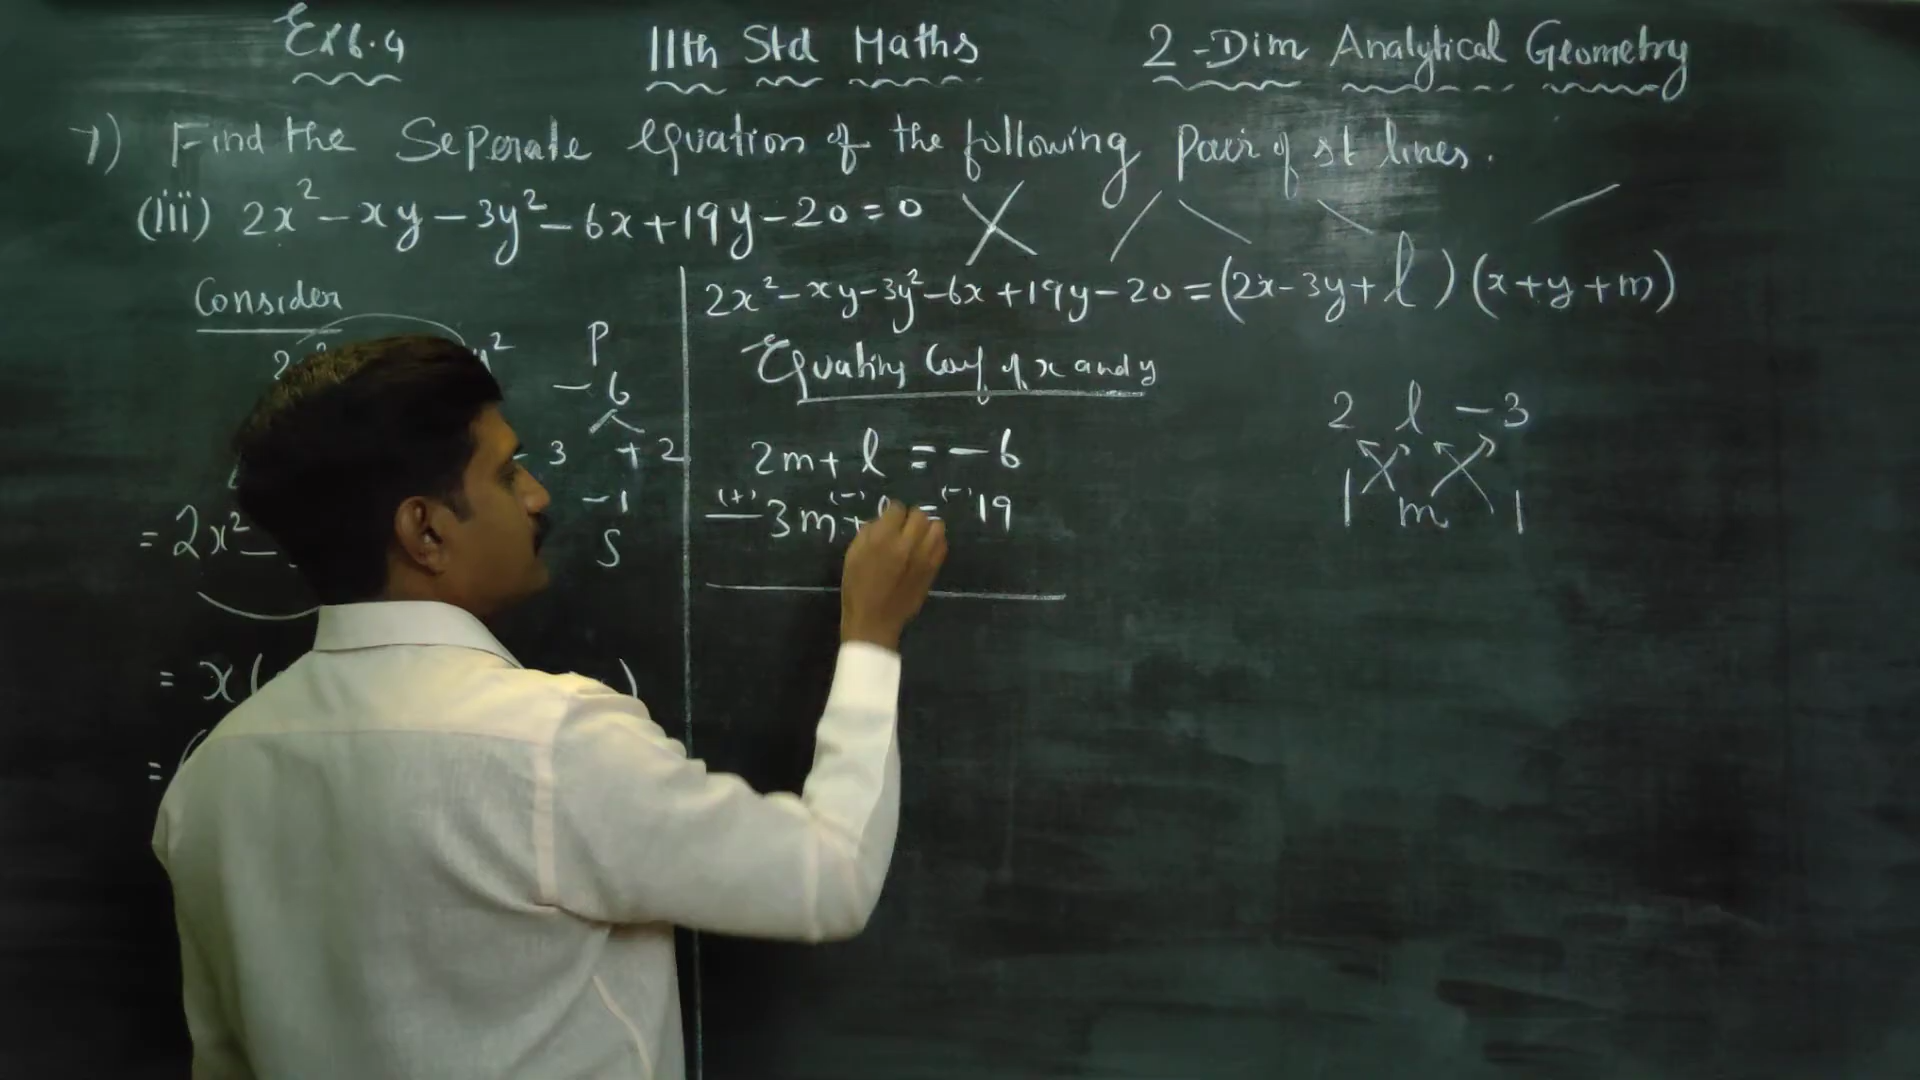 Ex 6.4 11th Std Maths 2-Dim Analytical Geometry
7) Find the Seperate equation of the following pair of st lines.
(iii) 2x² - xy - 3y² - 6x + 19y - 20 = 0
Consider
P
- 6
- 3 + 2
- 1
S
= 2x² -
= x(
= (
2x² - xy - 3y² - 6x + 19y - 20 = (2x - 3y + l) (x + y + m)
Equating Coef of x and y
2m + l = - 6
(+) (-) (-)
- 3m + l = 19
2 l - 3
1 m 1